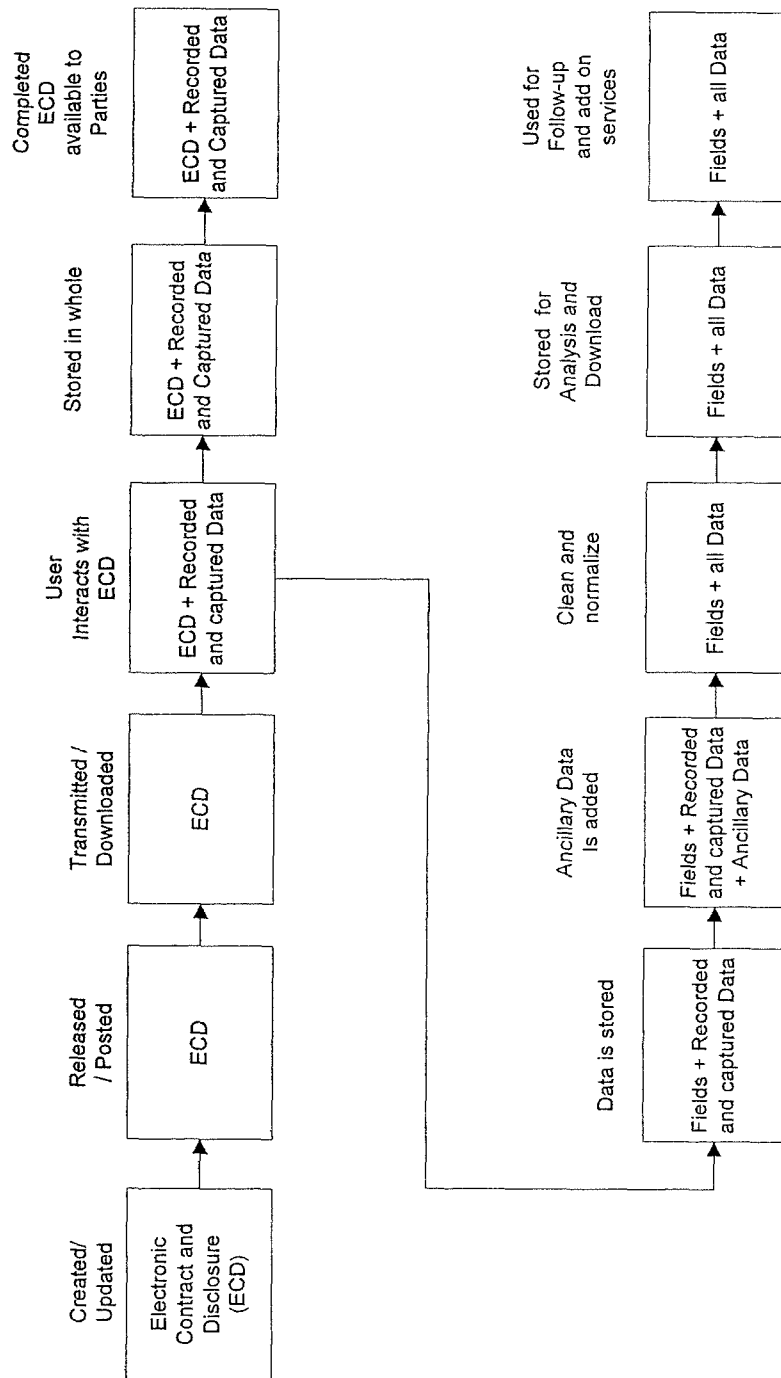 Created/
Updated
Electronic
Contract and
Disclosure
(ECD)
Released
/ Posted
ECD
Transmitted /
Downloaded
ECD
User
Interacts with
ECD
ECD + Recorded
and captured Data
Stored in whole
ECD + Recorded
and Captured Data
Completed
ECD
available to
Parties
ECD + Recorded
and Captured Data
Data is stored
Fields + Recorded
and captured Data
Ancillary Data
Is added
Fields + Recorded
and captured Data
+ Ancillary Data
Clean and
normalize
Fields + all Data
Stored for
Analysis and
Download
Fields + all Data
Used for
Follow-up
and add on
services
Fields + all Data